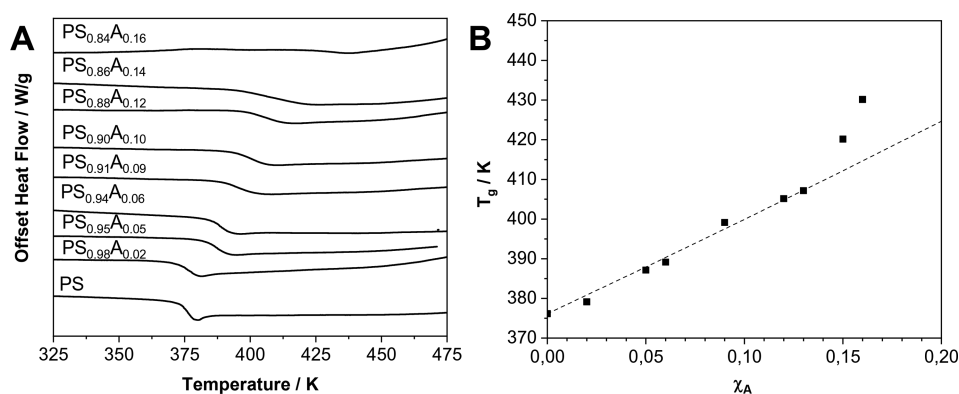 A
PS0.84A0.16
PS0.86A0.14
PS0.88A0.12
PS0.90A0.10
PS0.91A0.09
PS0.94A0.06
PS0.95A0.05
PS0.98A0.02
PS
Offset Heat Flow / W/g
325 350 375 400 425 450 475
Temperature / K
B
450
440
430
420
410
400
390
380
370
Tg / K
0,00 0,05 0,10 0,15 0,20
χA